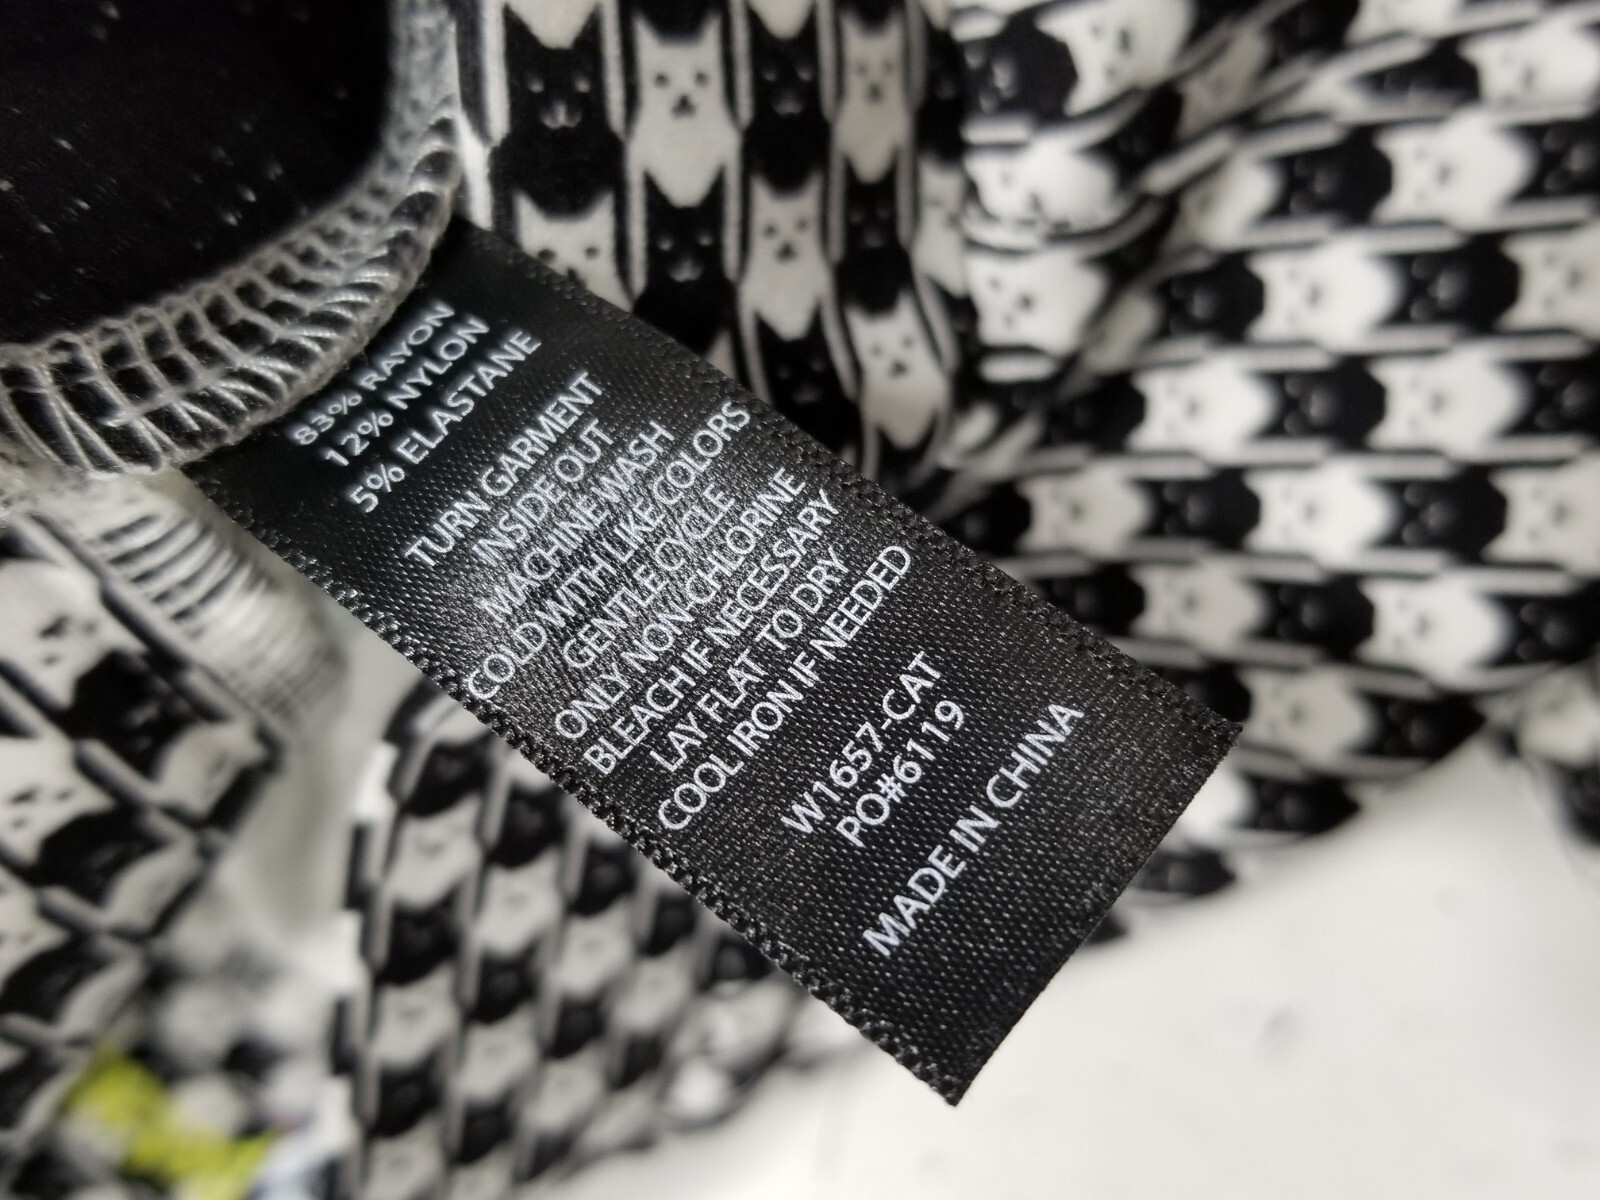 83% RAYON
12% NYLON
5% ELASTANE
TURN GARMENT
INSIDE OUT
MACHINE WASH
COLD WITH LIKE COLORS
GENTLE CYCLE
ONLY NON-CHLORINE
BLEACH IF NECESSARY
LAY FLAT TO DRY
COOL IRON IF NEEDED
W1657-CAT
PO#6119
MADE IN CHINA